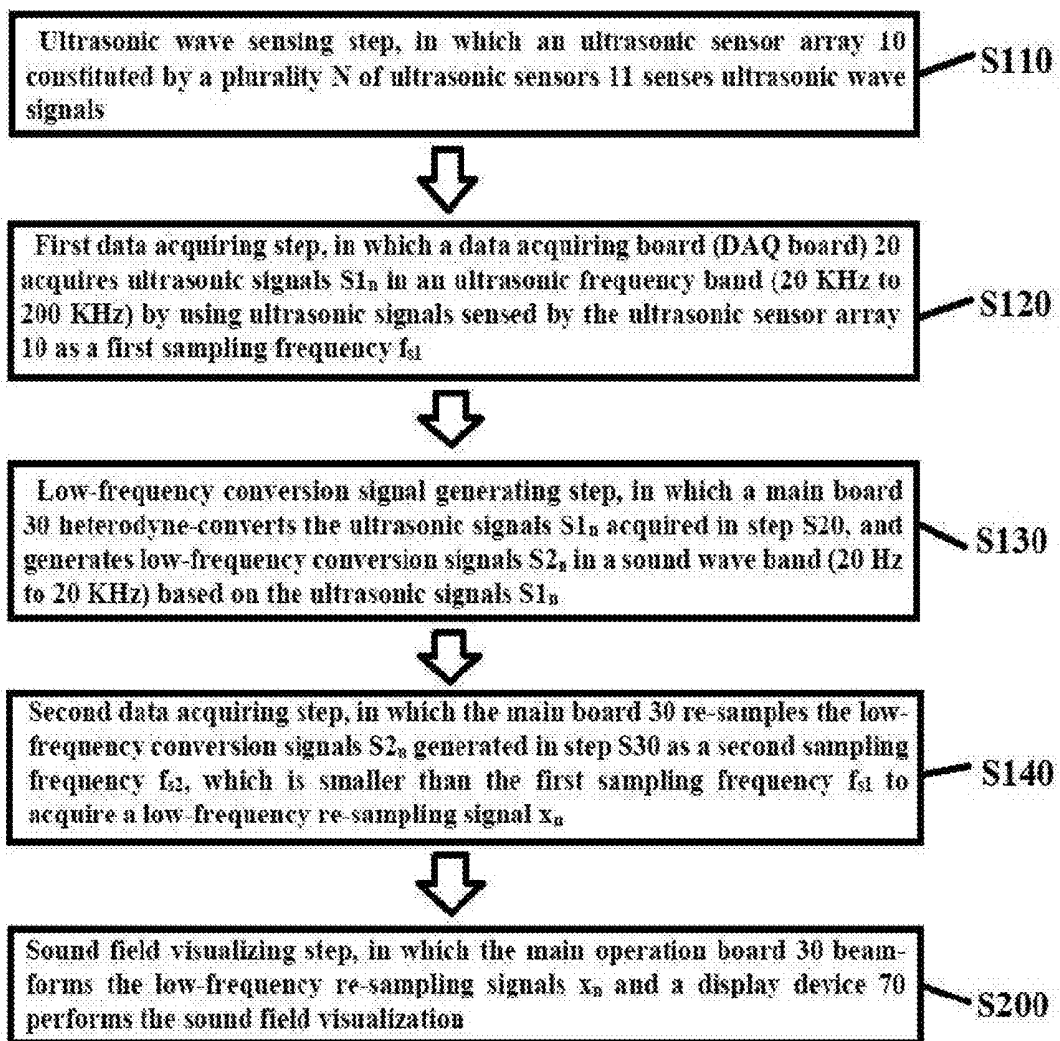 Ultrasonic wave sensing step, in which an ultrasonic sensor array 10
constituted by a plurality N of ultrasonic sensors 11 senses ultrasonic wave
signals
S110
First data acquiring step, in which a data acquiring board (DAQ board) 20
acquires ultrasonic signals S1n in an ultrasonic frequency band (20 KHz to
200 KHz) by using ultrasonic signals sensed by the ultrasonic sensor array
10 as a first sampling frequency fs1
S120
Low-frequency conversion signal generating step, in which a main board
30 heterodyne-converts the ultrasonic signals S1n acquired in step S20, and
generates low-frequency conversion signals S2n in a sound wave band (20 Hz
to 20 KHz) based on the ultrasonic signals S1n
S130
Second data acquiring step, in which the main board 30 re-samples the low-
frequency conversion signals S2n generated in step S30 as a second sampling
frequency fs2, which is smaller than the first sampling frequency fs1 to
acquire a low-frequency re-sampling signal xn
S140
Sound field visualizing step, in which the main operation board 30 beam-
forms the low-frequency re-sampling signals xn and a display device 70
performs the sound field visualization
S200